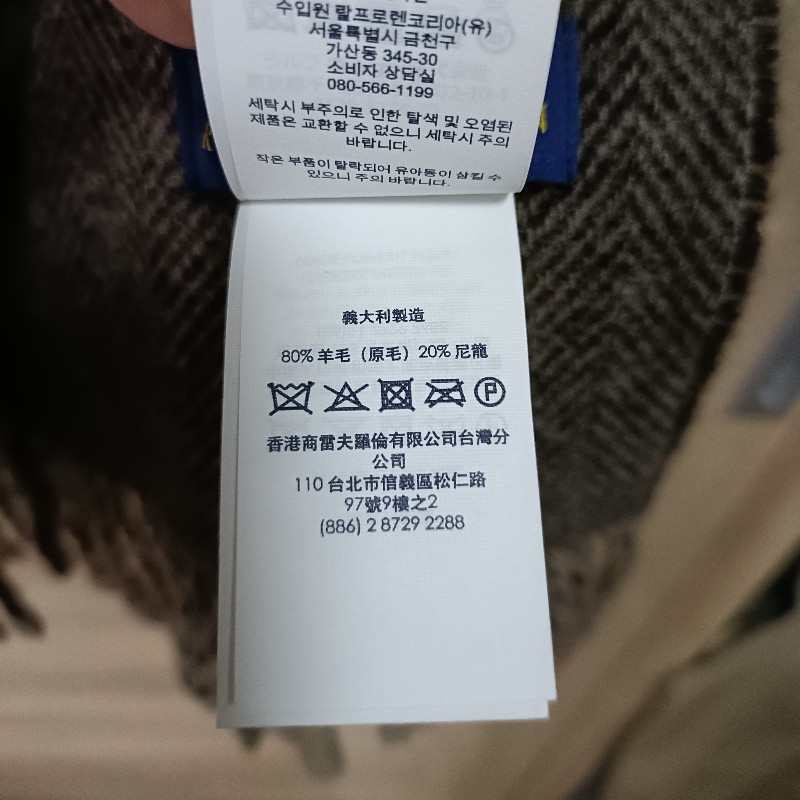 수입원 랄프로렌코리아(유)
서울특별시 금천구
가산동 345-30
소비자 상담실
080-566-1199
세탁시 부주의로 인한 탈색 및 오염된
제품은 교환할 수 없으니 세탁시 주의
바랍니다.
작은 부품이 탈락되어 유아동이 삼킬 수
있으니 주의 바랍니다.
義大利製造
80% 羊毛（原毛）20% 尼龍
P
香港商雷夫羅倫有限公司台灣分
公司
110 台北市信義區松仁路
97號9樓之2
(886) 2 8729 2288